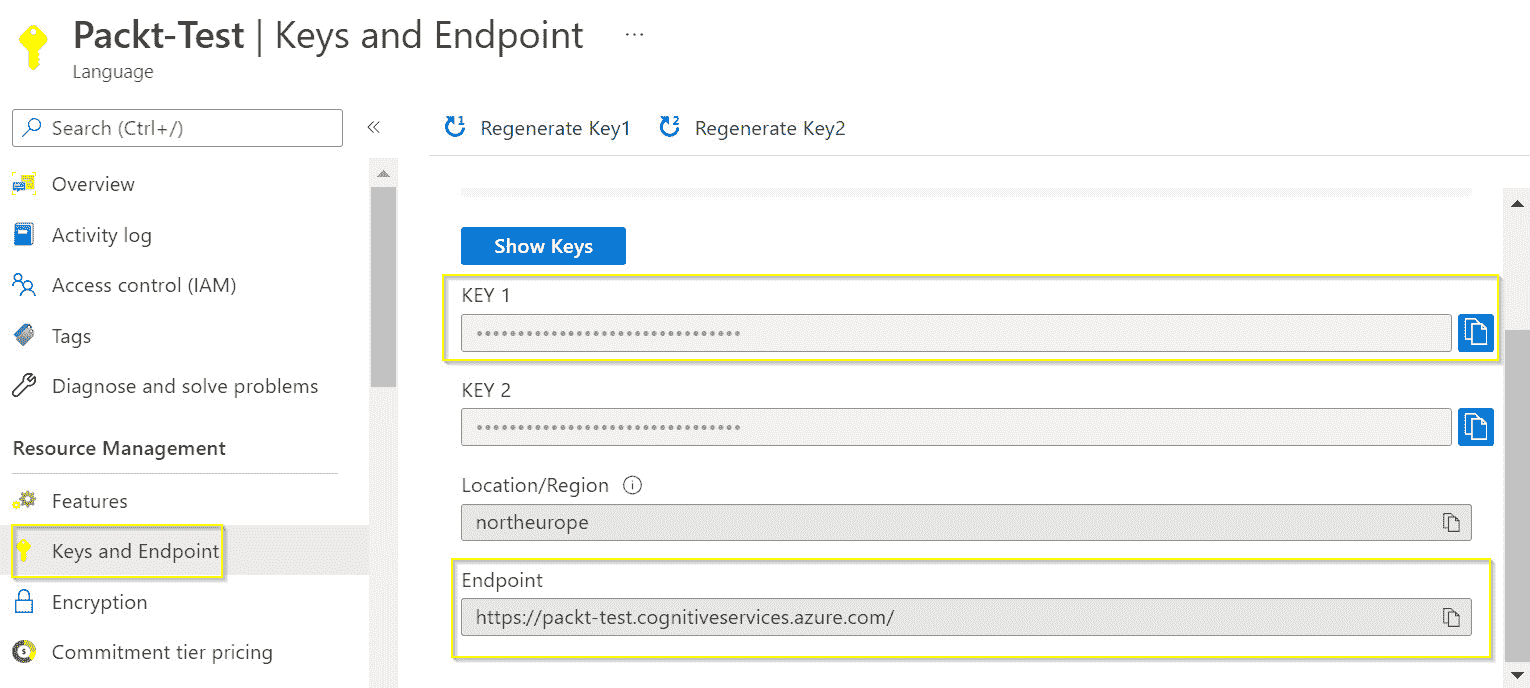 Packt-Test | Keys and Endpoint ...
Language
Search (Ctrl+/)
«
Regenerate Key1
Regenerate Key2
Overview
Activity log
Access control (IAM)
Tags
Diagnose and solve problems
Resource Management
Features
Keys and Endpoint
Encryption
Commitment tier pricing
Show Keys
KEY 1
•••••••••••••••••••••••••••••••• 
KEY 2
••••••••••••••••••••••••••••••••
Location/Region
northeurope
Endpoint
https://packt-test.cognitiveservices.azure.com/